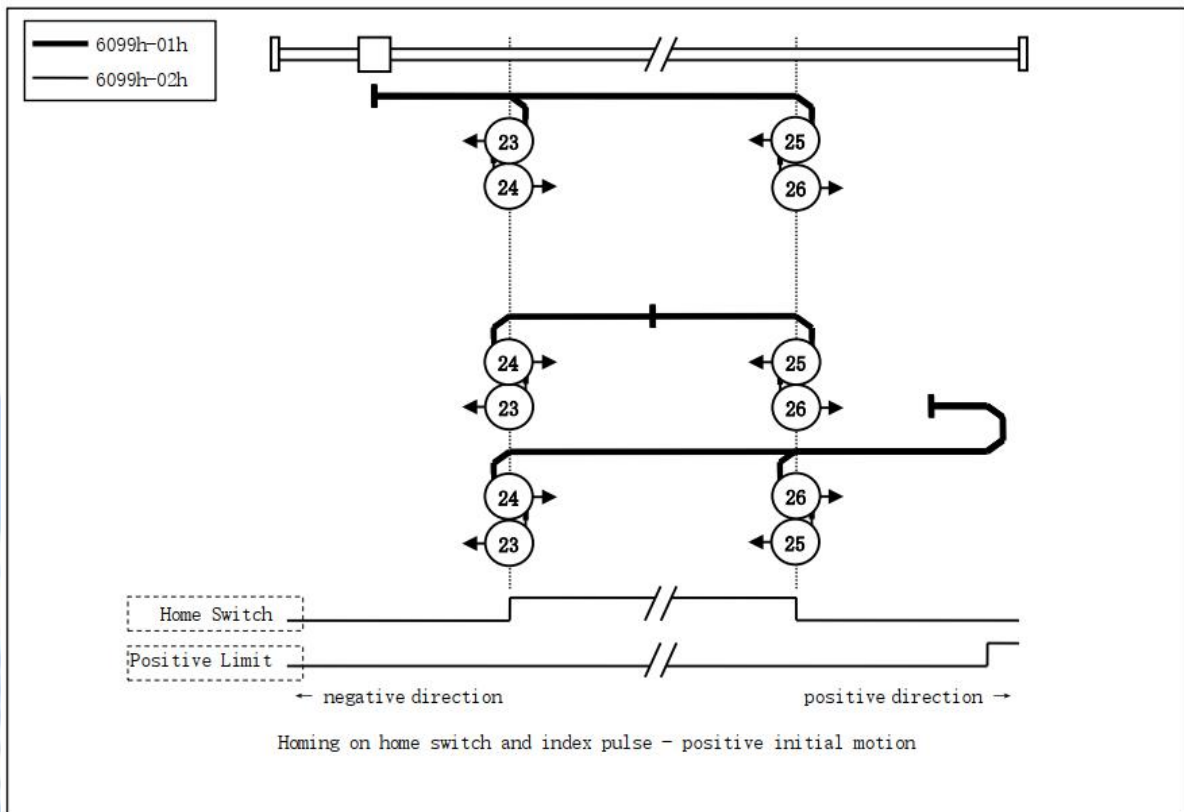 6099h-01h
6099h-02h
23 25
24 26
24 25
23 26
24 26
23 25
Home Switch
Positive Limit
← negative direction positive direction →
Homing on home switch and index pulse - positive initial motion